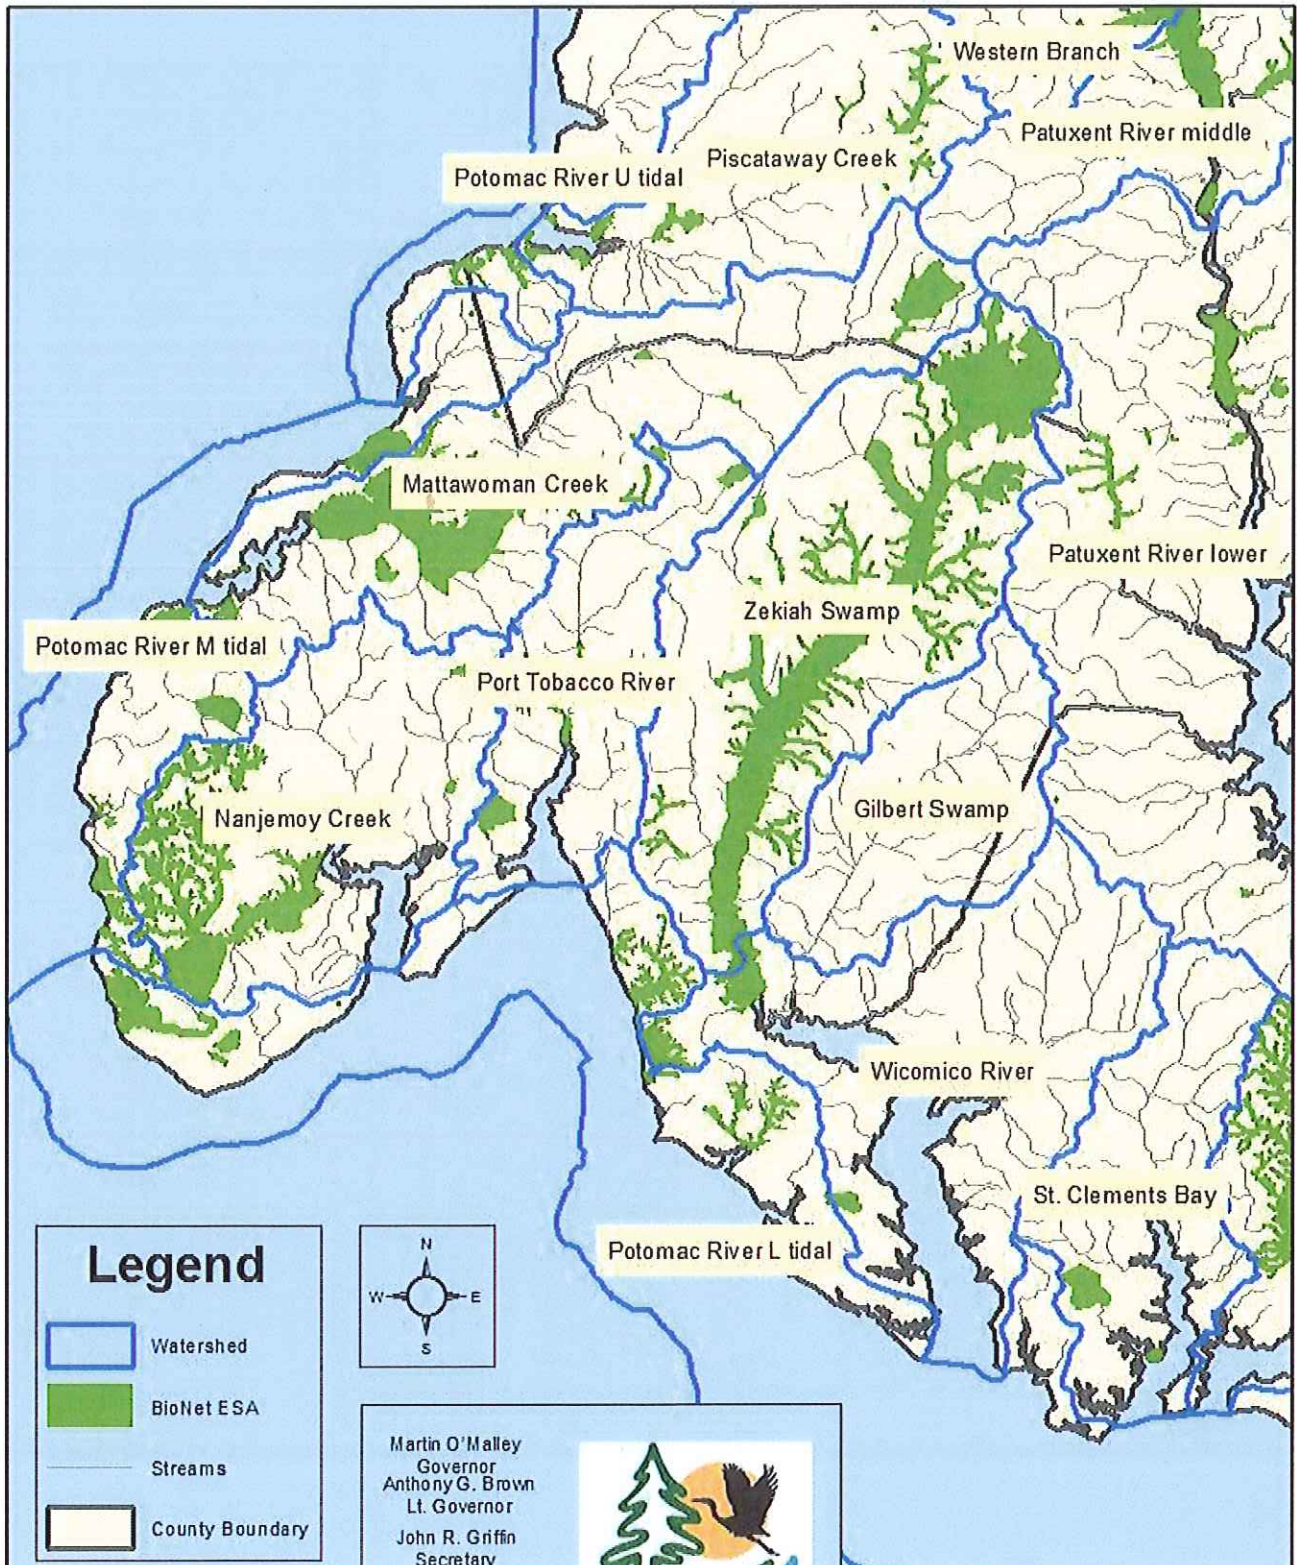 Western Branch
Patuxent River middle
Piscataway Creek
Potomac River U tidal
Mattawoman Creek
Patuxent River lower
Zekiah Swamp
Potomac River M tidal
Port Tobacco River
Gilbert Swamp
Nanjemoy Creek
Wicomico River
St. Clements Bay
Potomac River L tidal
Legend
Watershed
BioNet ESA
Streams
County Boundary
N
W E
S
Martin O'Malley
Governor
Anthony G. Brown
Lt. Governor
John R. Griffin
Secretary